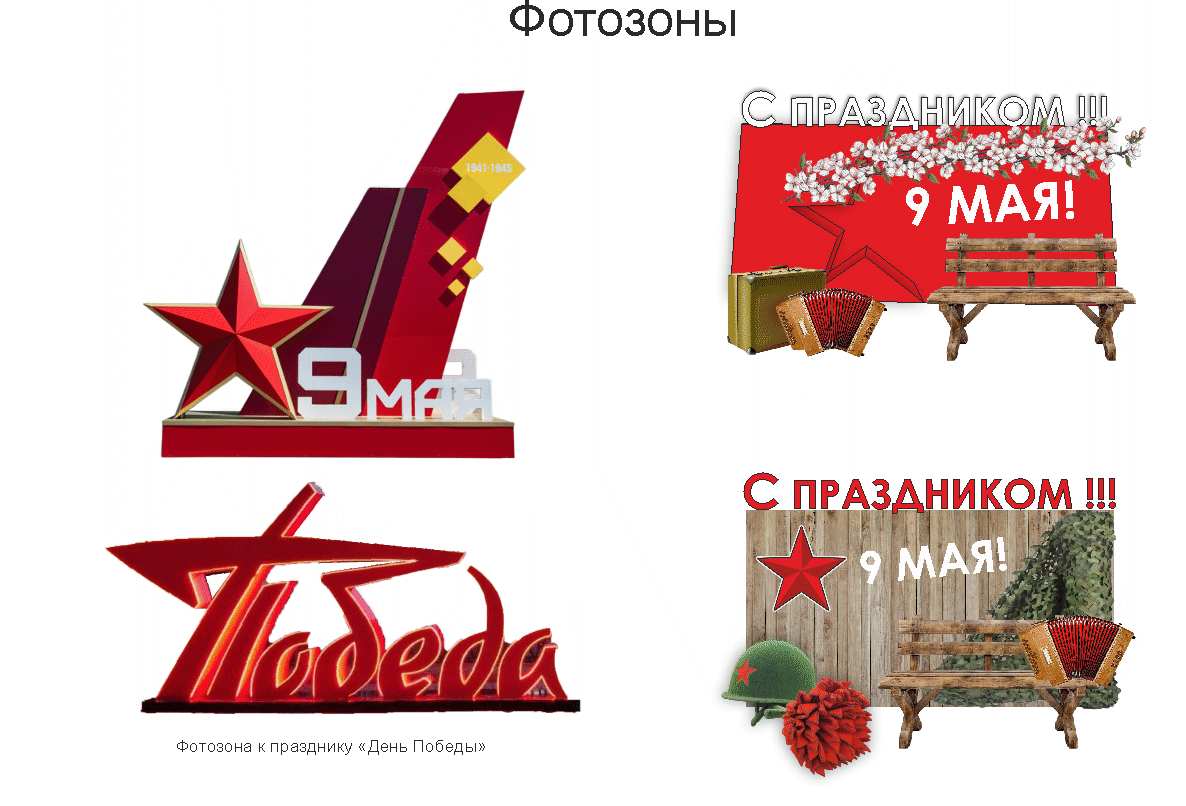 Фотозоны
1941-1945
9 МАЯ
С ПРАЗДНИКОМ !!!
9 МАЯ!
Победа
Фотозона к празднику «День Победы»
С ПРАЗДНИКОМ !!!
9 МАЯ!